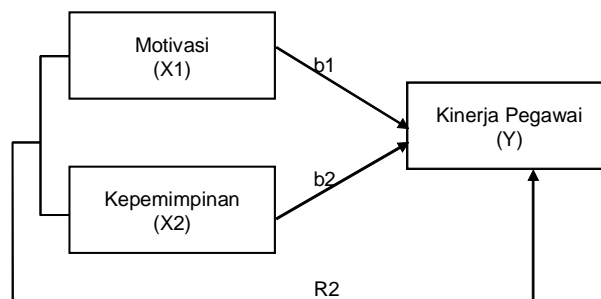 Motivasi
(X1)
b1
Kinerja Pegawai
(Y)
b2
Kepemimpinan
(X2)
R2